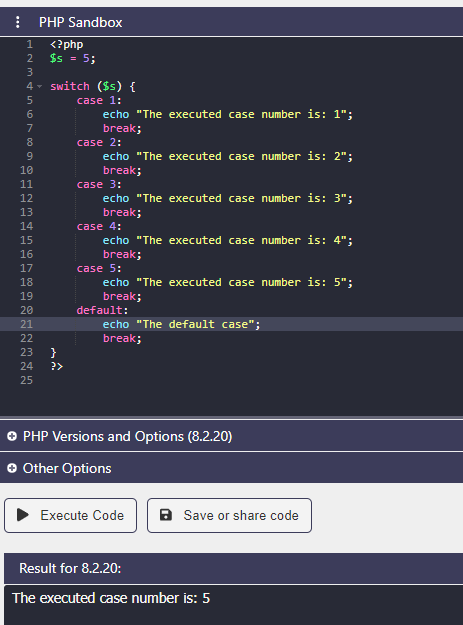 PHP Sandbox
1 <?php
2 $s = 5;
3
4 switch ($s) {
5 case 1:
6 echo "The executed case number is: 1";
7 break;
8 case 2:
9 echo "The executed case number is: 2";
10 break;
11 case 3:
12 echo "The executed case number is: 3";
13 break;
14 case 4:
15 echo "The executed case number is: 4";
16 break;
17 case 5:
18 echo "The executed case number is: 5";
19 break;
20 default:
21 echo "The default case";
22 break;
23 }
24 ?>
25
PHP Versions and Options (8.2.20)
Other Options
Execute Code Save or share code
Result for 8.2.20:
The executed case number is: 5